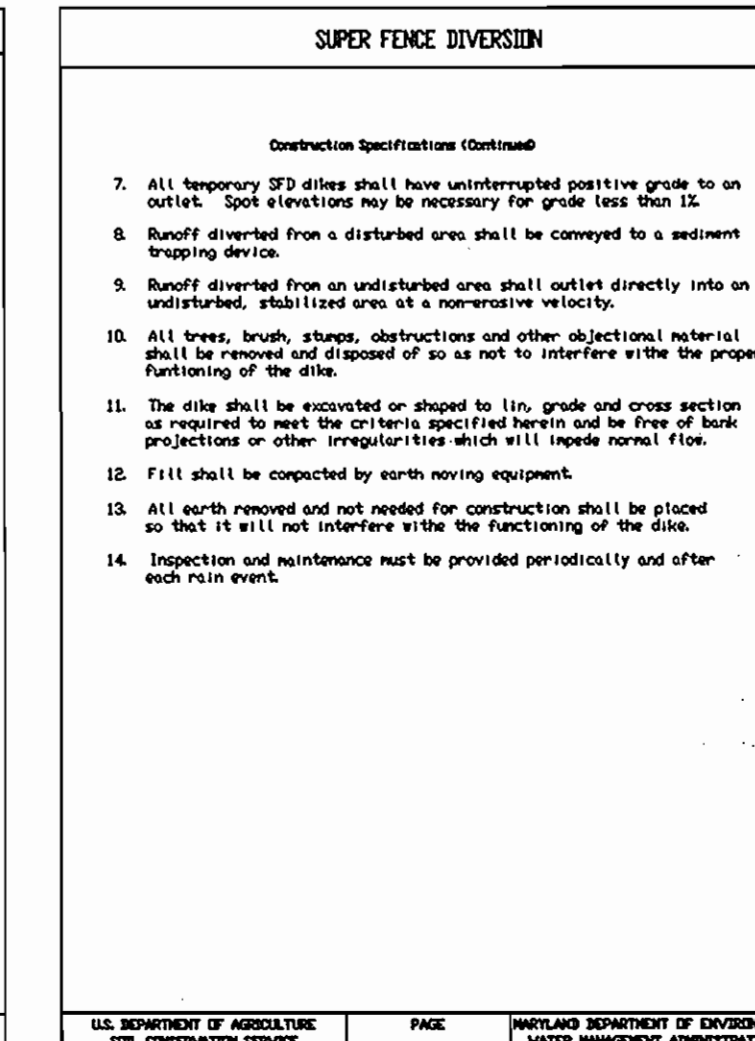 SUPER FENCE DIVERSION
Construction Specifications (Continued)
7. All temporary SFD dikes shall have uninterrupted positive grade to an
outlet. Spot elevations may be necessary for grade less than 1%.
8. Runoff diverted from a disturbed area shall be conveyed to a sediment
trapping device.
9. Runoff diverted from an undisturbed area shall outlet directly into an
undisturbed, stabilized area at a non-erosive velocity.
10. All trees, brush, stumps, obstructions and other objectional material
shall be removed and disposed of so as not to interfere withe the proper
funtioning of the dike.
11. The dike shall be excavated or shaped to lin, grade and cross section
as required to meet the criteria specified herein and be free of bank
projections or other irregularities which will impede normal flow.
12. Fill shall be compacted by earth moving equipment.
13. All earth removed and not needed for construction shall be placed
so that it will not interfere withe the functioning of the dike.
14. Inspection and maintenance must be provided periodically and after
each rain event.
U.S. DEPARTMENT OF AGRICULTURE PAGE MARYLAND DEPARTMENT OF ENVIRON
SOIL CONSERVATION SERVICE WATER MANAGEMENT ADMINISTRAT